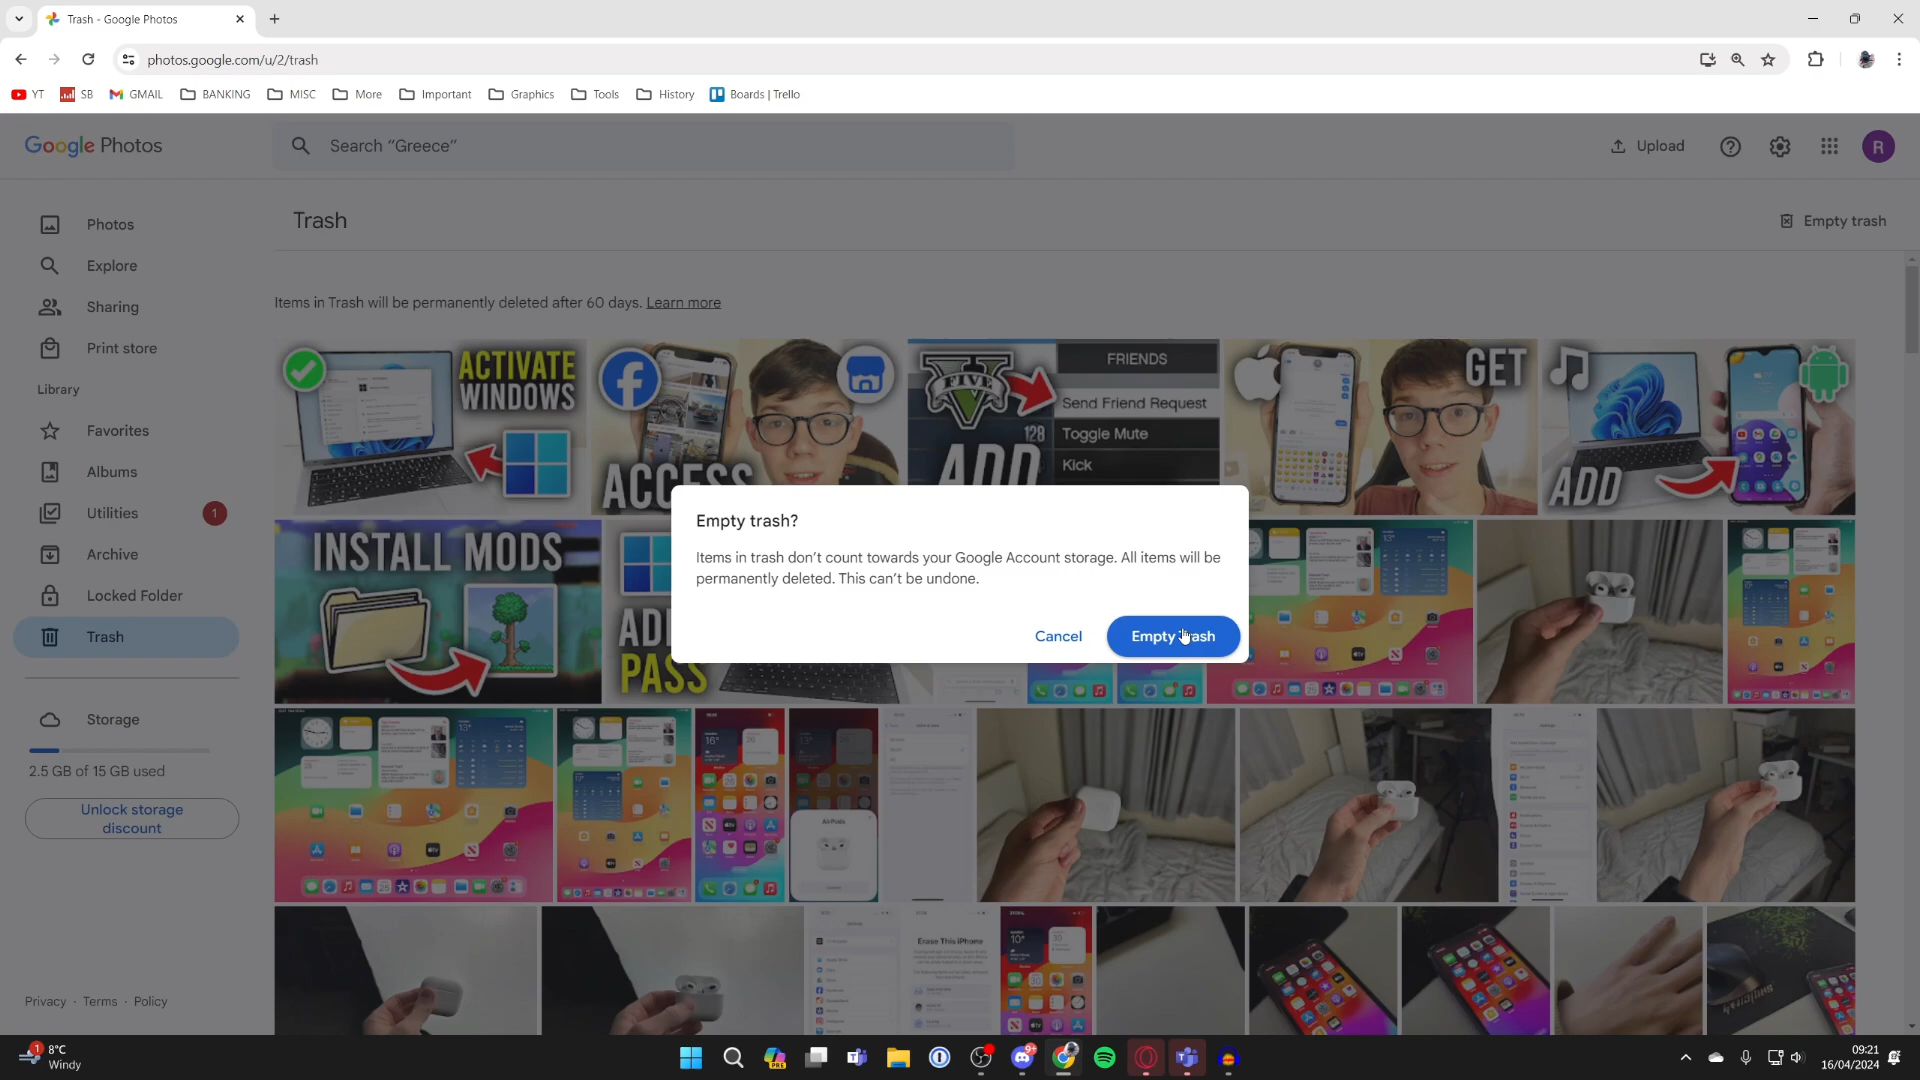 Trash - Google Photos
photos.google.com/u/2/trash
YT
SB
GMAIL
BANKING
MISC
More
Important
Graphics
Tools
History
Boards | Trello
Google Photos
Search “Greece”
Upload
R
Photos
Explore
Sharing
Print store
Library
Favorites
Albums
Utilities
1
Archive
Locked Folder
Trash
Storage
2.5 GB of 15 GB used
Unlock storage
discount
Privacy · Terms · Policy
Trash
Empty trash
Items in Trash will be permanently deleted after 60 days. Learn more
ACTIVATE
WINDOWS
ACCESS
V
FIVE
FRIENDS
Send Friend Request
128
Toggle Mute
Kick
ADD
GET
ADD
INSTALL MODS
PASS
Empty trash?
Items in trash don’t count towards your Google Account storage. All items will be
permanently deleted. This can’t be undone.
Cancel
Empty trash
AirPods
Erase This iPhone
1
8°C
Windy
PRE
9+
09:21
16/04/2024